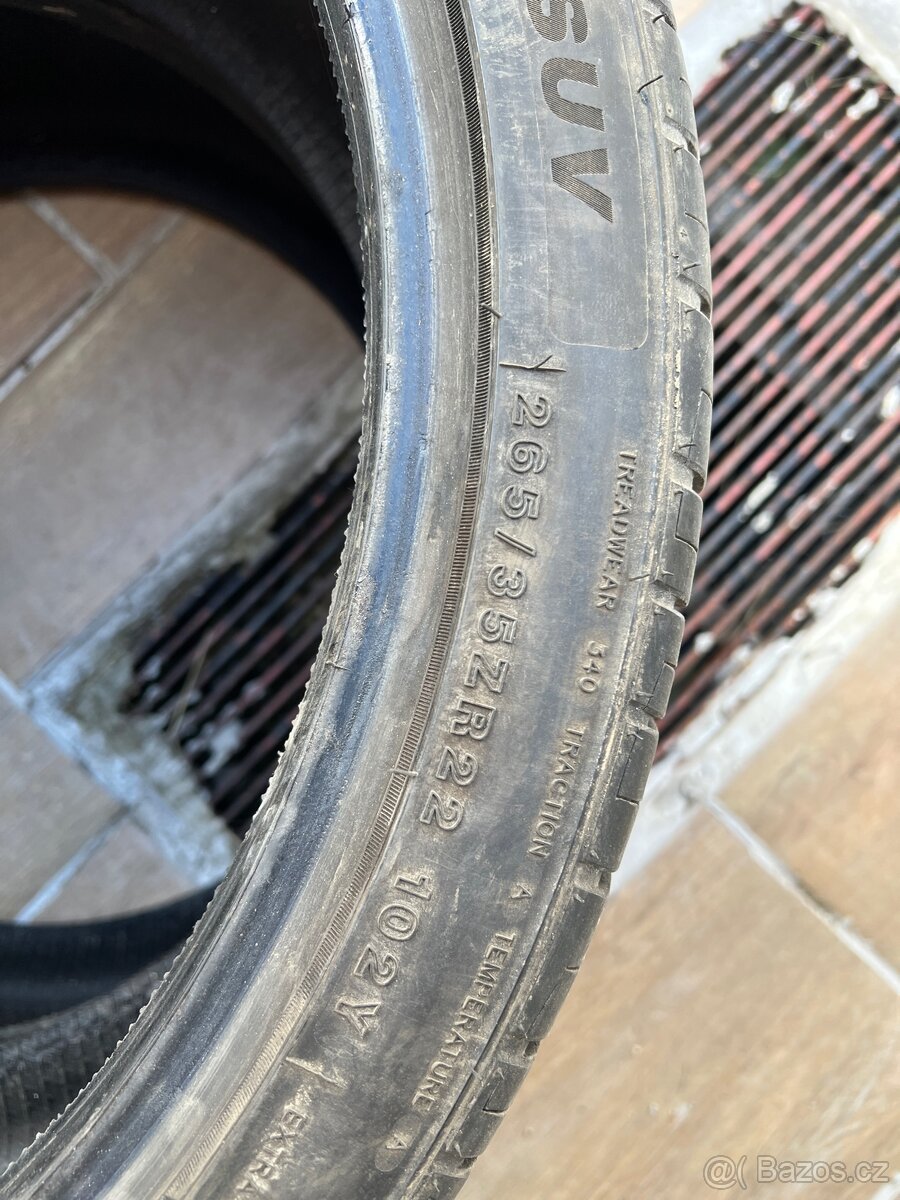 SUV
265/35ZR22 102Y
EXTRA
TREADWEAR 340 TRACTION A TEMPERATURE A
@ Bazos.cz